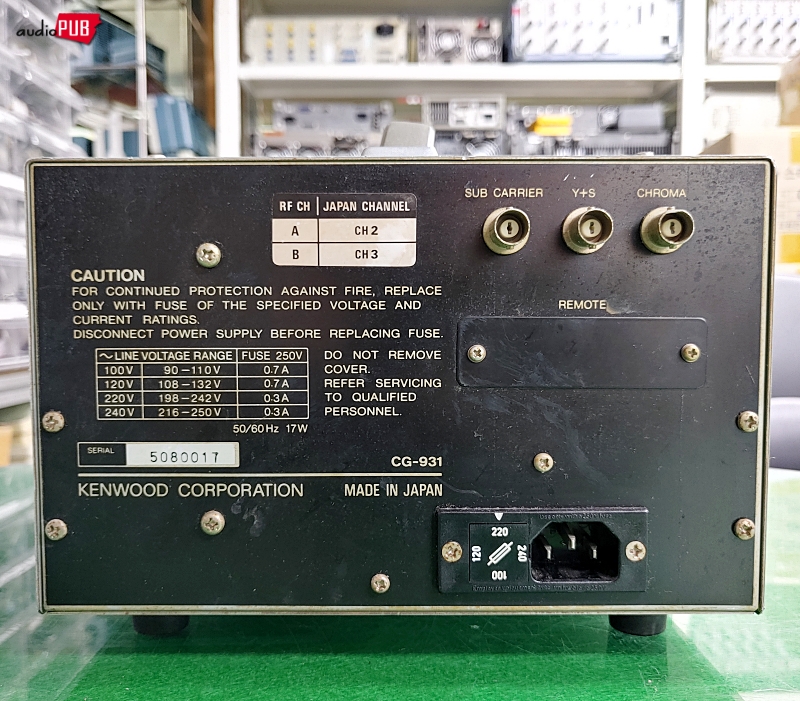 audioPUB
RF CH JAPAN CHANNEL
A CH 2
B CH 3
SUB CARRIER Y+S CHROMA
REMOTE
CAUTION
FOR CONTINUED PROTECTION AGAINST FIRE, REPLACE
ONLY WITH FUSE OF THE SPECIFIED VOLTAGE AND
CURRENT RATINGS.
DISCONNECT POWER SUPPLY BEFORE REPLACING FUSE.
~LINE VOLTAGE RANGE FUSE 250V
100V 90–110V 0.7A
120V 108–132V 0.7A
220V 198–242V 0.3A
240V 216–250V 0.3A
50/60Hz 17W
DO NOT REMOVE
COVER.
REFER SERVICING
TO QUALIFIED
PERSONNEL.
SERIAL 5080017
CG-931
KENWOOD CORPORATION MADE IN JAPAN
220
120
240
100